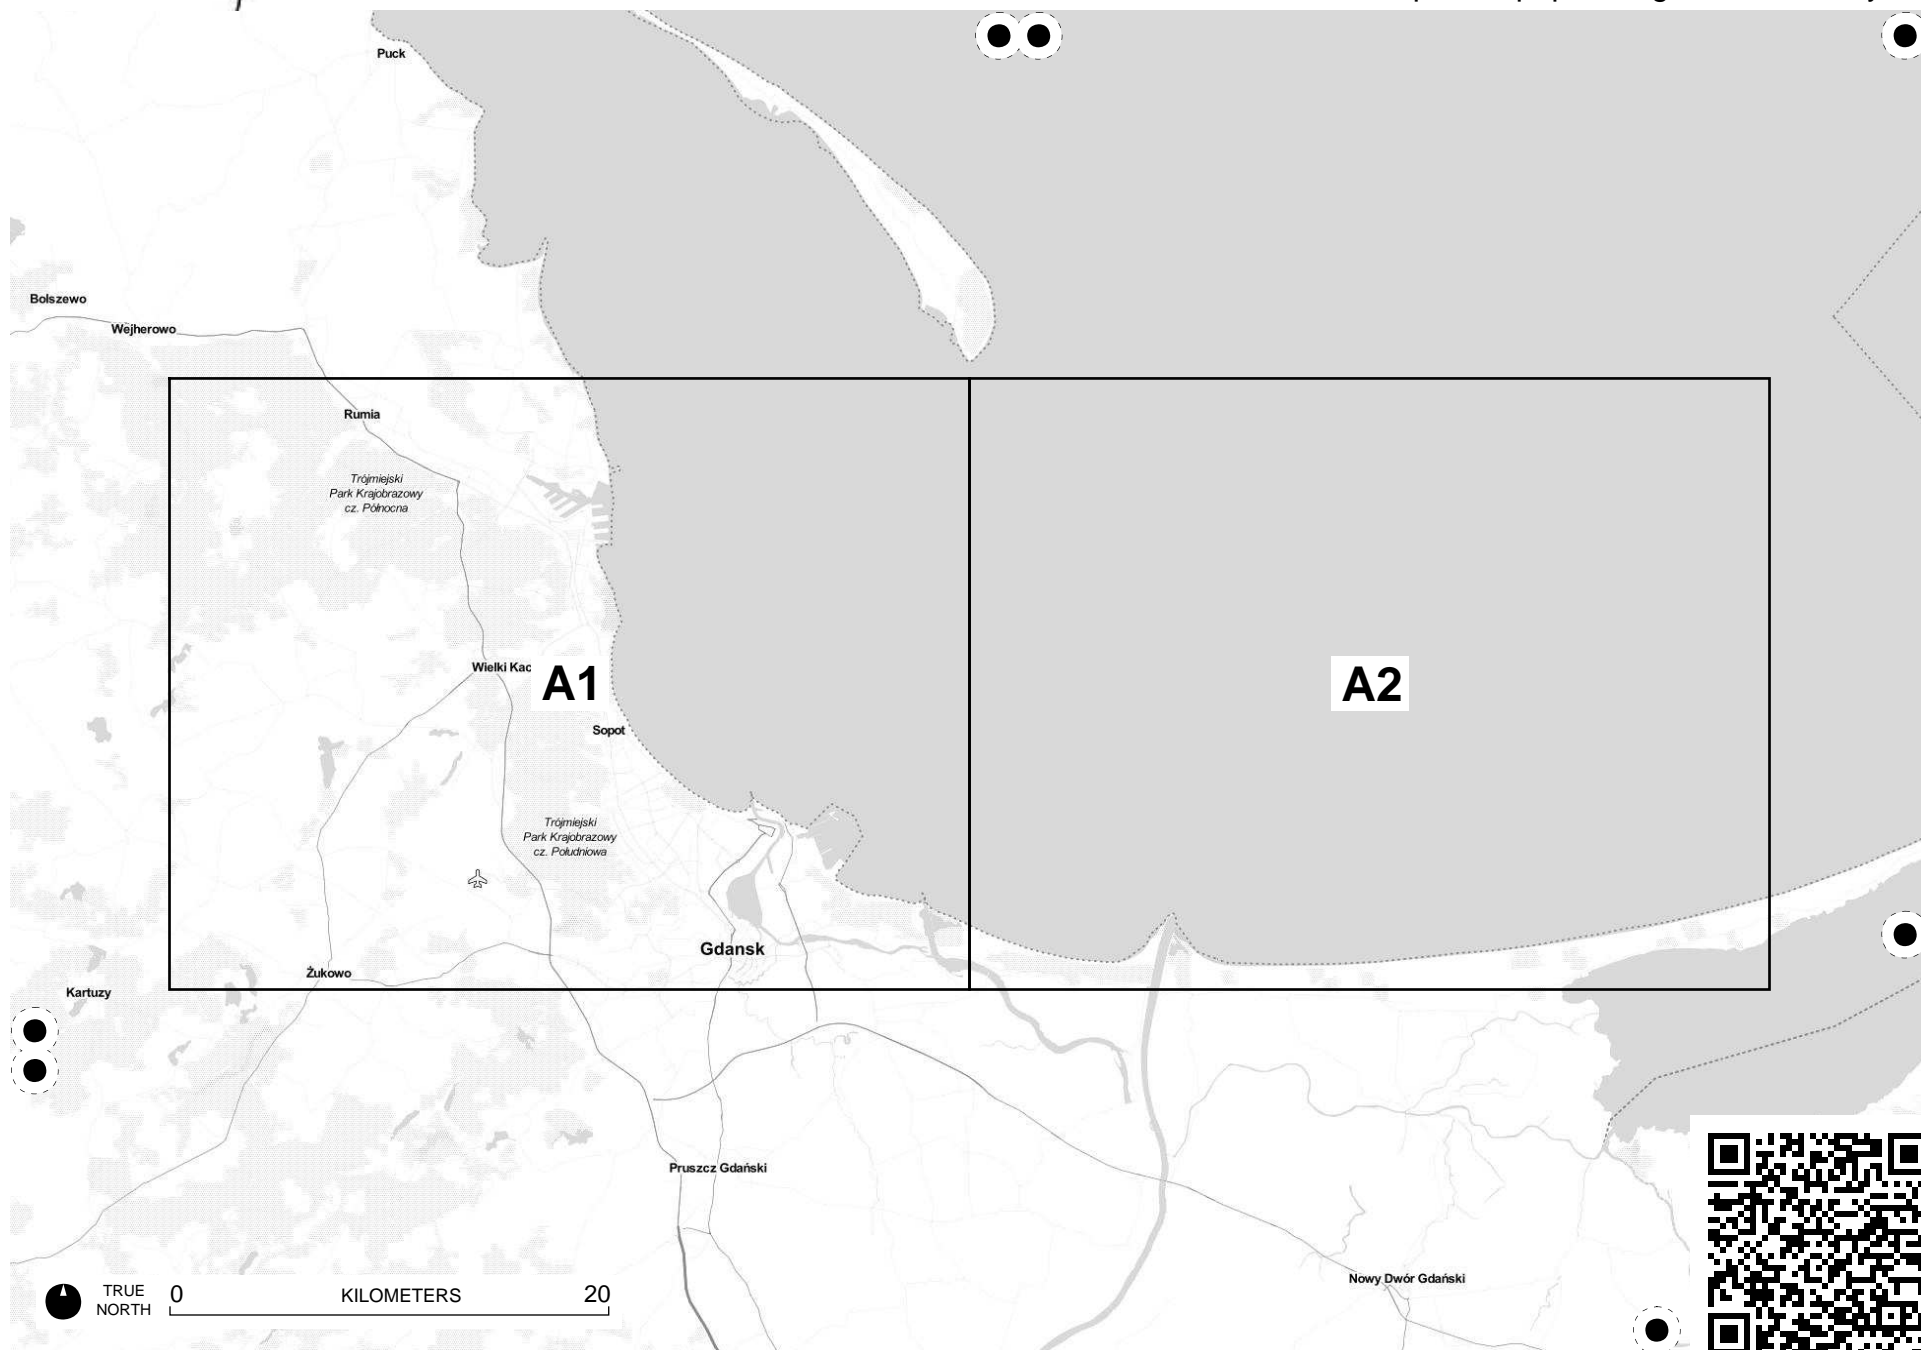 Puck
Bolszewo
Wejherowo
Rumia
Trójmiejski
Park Krajobrazowy
cz. Północna
Wielki Kac
A1
A2
Sopot
Trójmiejski
Park Krajobrazowy
cz. Południowa
Gdansk
Żukowo
Kartuzy
Pruszcz Gdański
Nowy Dwór Gdański
TRUE
NORTH
0
KILOMETERS
20